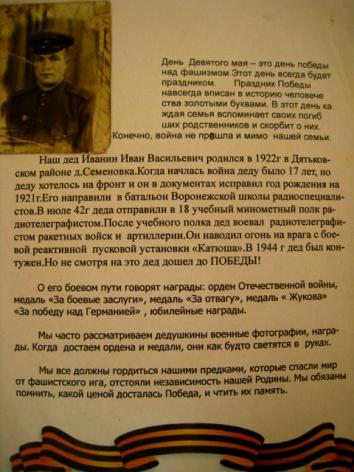 День Девятого мая – это день победы
над фашизмом.Этот день всегда будет
праздником. Праздник Победы
навсегда вписан в историю человече
ства золотыми буквами. В этот день ка
ждая семья вспоминает своих погиб
ших родственников и скорбит о них.
Конечно, война не прошла и мимо нашей семьи.
Наш дед Иванин Иван Васильевич родился в 1922г в Дятьков-
ском районе д.Семеновка.Когда началась война деду было 17 лет, но
деду хотелось на фронт и он в документах исправил год рождения на
1921г.Его направили в батальон Воронежской школы радиоспециали-
стов.В июле 42г деда отправили в 18 учебный минометный полк ра-
диотелеграфистом.После учебного полка дед воевал радиотелеграфи-
стом ракетных войск и артиллерии.Он наводил огонь на врага с бое-
вой реактивной пусковой установки «Катюша».В 1944 г дед был кон-
тужен.Но не смотря на это дед дошел до ПОБЕДЫ!
О его боевом пути говорят награды: орден Отечественной войны,
медаль «За боевые заслуги», медаль «За отвагу», медаль « Жукова»
«За победу над Германией» , юбилейные награды.
Мы часто рассматриваем дедушкины военные фотографии, награ-
ды. Когда достаем ордена и медали, они как будто светятся в руках.
Мы все должны гордиться нашими предками, которые спасли мир
от фашистского ига, отстояли независимость нашей Родины. Мы обязаны
помнить, какой ценой досталась Победа, и чтить их память.